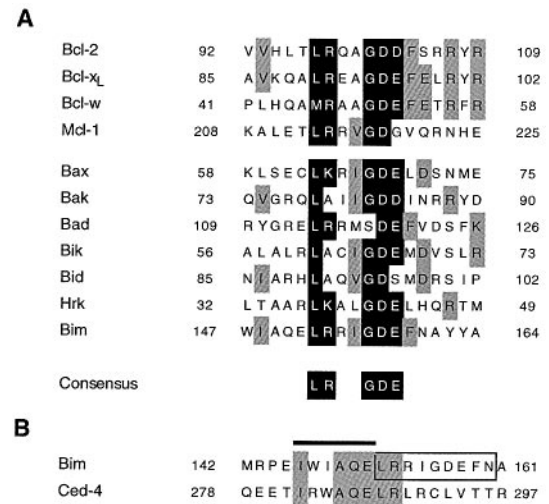 A
Bcl-2 92 V V H L T L R Q A G D D F S R R Y R 109
Bcl-xL 85 A V K Q A L R E A G D E F E L R Y R 102
Bcl-w 41 P L H Q A M R A A G D E F E T R F R 58
Mcl-1 208 K A L E T L R R V G D G V Q R N H E 225
Bax 58 K L S E C L K R I G D E L D S N M E 75
Bak 73 Q V G R Q L A I I G D D I N R R Y D 90
Bad 109 R Y G R E L R R M S D E F V D S F K 126
Bik 56 A L A L R L A C I G D E M D V S L R 73
Bid 85 N I A R H L A Q V G D S M D R S I P 102
Hrk 32 L T A A R L K A L G D E L H Q R T M 49
Bim 147 W I A Q E L R R I G D E F N A Y Y A 164
Consensus L R G D E
B
Bim 142 M R P E I W I A Q E L R R I G D E F N A 161
Ced-4 278 Q E E T I R W A Q E L R L R C L V T T R 297